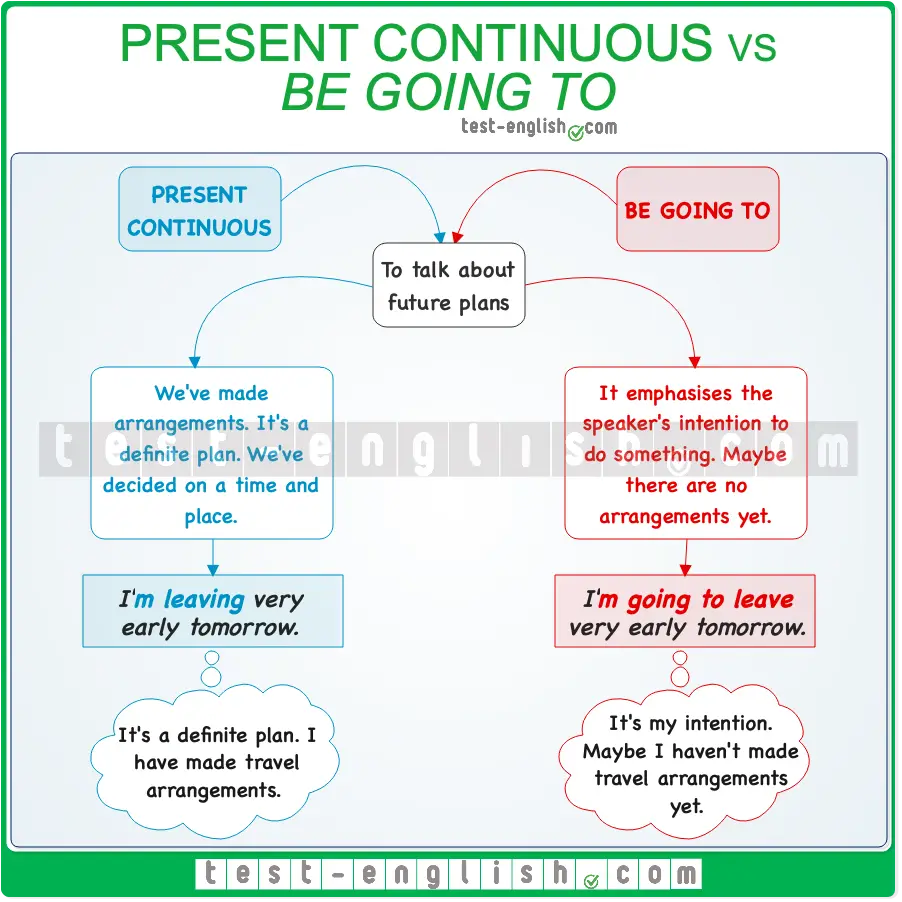 PRESENT CONTINUOUS VS
BE GOING TO
test-english.com
PRESENT
CONTINUOUS
BE GOING TO
To talk about
future plans
We've made
arrangements. It's a
definite plan. We've
decided on a time and
place.
It emphasises the
speaker's intention to
do something. Maybe
there are no
arrangements yet.
test-english.com
I'm leaving very
early tomorrow.
I'm going to leave
very early tomorrow.
It's a definite plan. I
have made travel
arrangements.
It's my intention.
Maybe I haven't made
travel arrangements
yet.
test-english.com